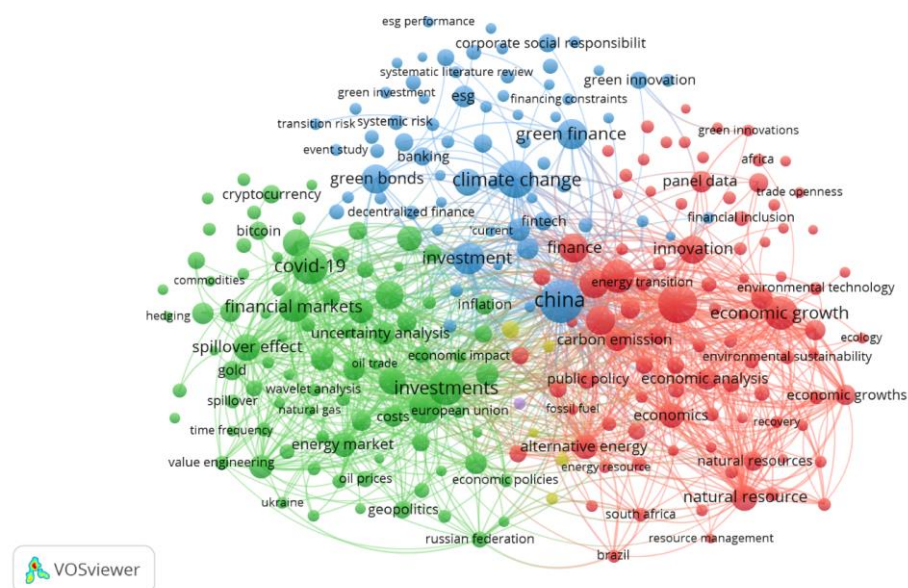 esg performance
corporate social responsibilit
systematic literature review
green innovation
green investment
esg
financing constraints
transition risk
systemic risk
green finance
green innovations
event study
banking
africa
green bonds
climate change
panel data
trade openness
cryptocurrency
decentralized finance
fintech
financial inclusion
bitcoin
'current
finance
innovation
covid-19
investment
commodities
energy transition
environmental technology
financial markets
inflation
china
economic growth
hedging
uncertainty analysis
carbon emission
ecology
spillover effect
economic impact
environmental sustainability
gold
oil trade
public policy
economic analysis
wavelet analysis
investments
economic growths
spillover
natural gas
european union
fossil fuel
costs
economics
recovery
time frequency
energy market
alternative energy
value engineering
energy resource
natural resources
oil prices
economic policies
ukraine
geopolitics
natural resource
south africa
russian federation
resource management
brazil
VOSviewer